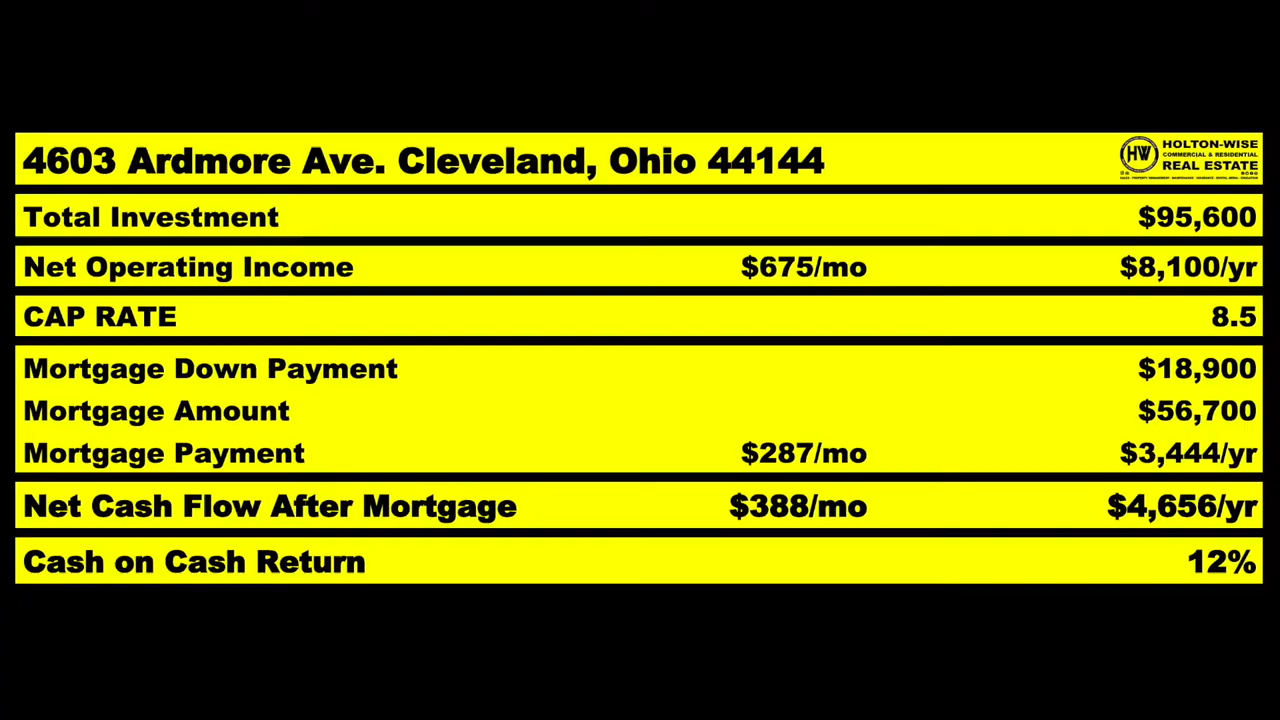 4603 Ardmore Ave. Cleveland, Ohio 44144
HW
HOLTON-WISE
COMMERCIAL & RESIDENTIAL
REAL ESTATE
Total Investment $95,600
Net Operating Income $675/mo $8,100/yr
CAP RATE 8.5
Mortgage Down Payment $18,900
Mortgage Amount $56,700
Mortgage Payment $287/mo $3,444/yr
Net Cash Flow After Mortgage $388/mo $4,656/yr
Cash on Cash Return 12%